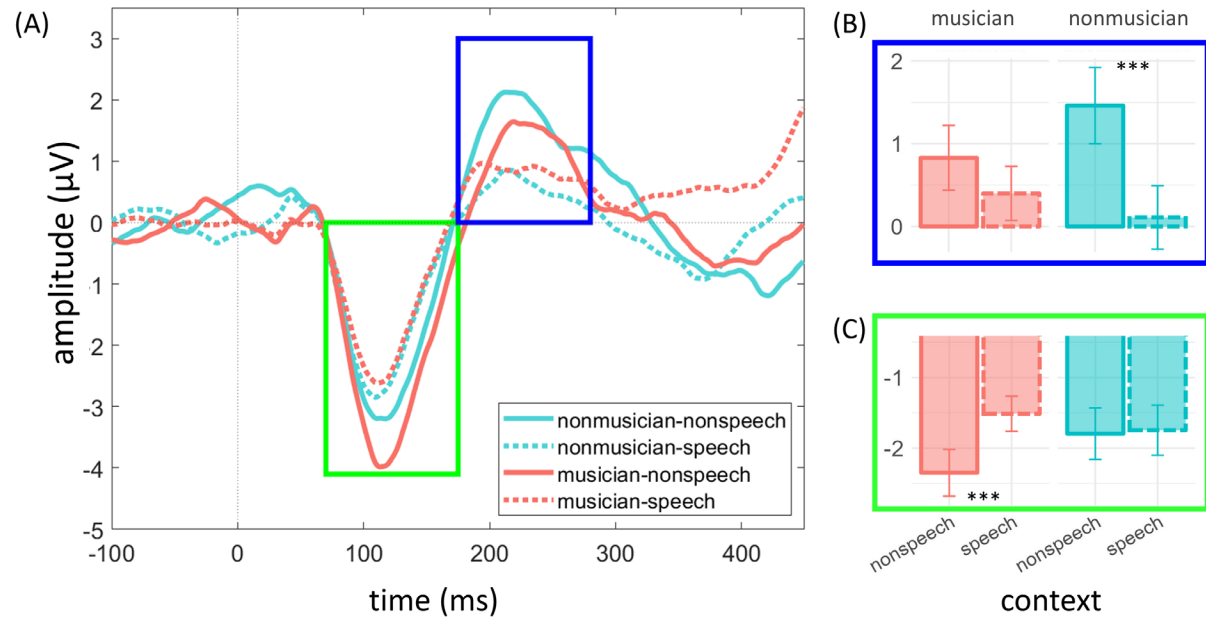 (A)
amplitude (µV)
3
2
1
0
1
2
-3
-4
-5
-100
0
100
200
300
400
time (ms)
nonmusician-nonspeech
nonmusician-speech
musician-nonspeech
musician-speech
(B)
musician nonmusician
2
1
0
***
(C)
-1
-2
***
nonspeech speech nonspeech speech
context